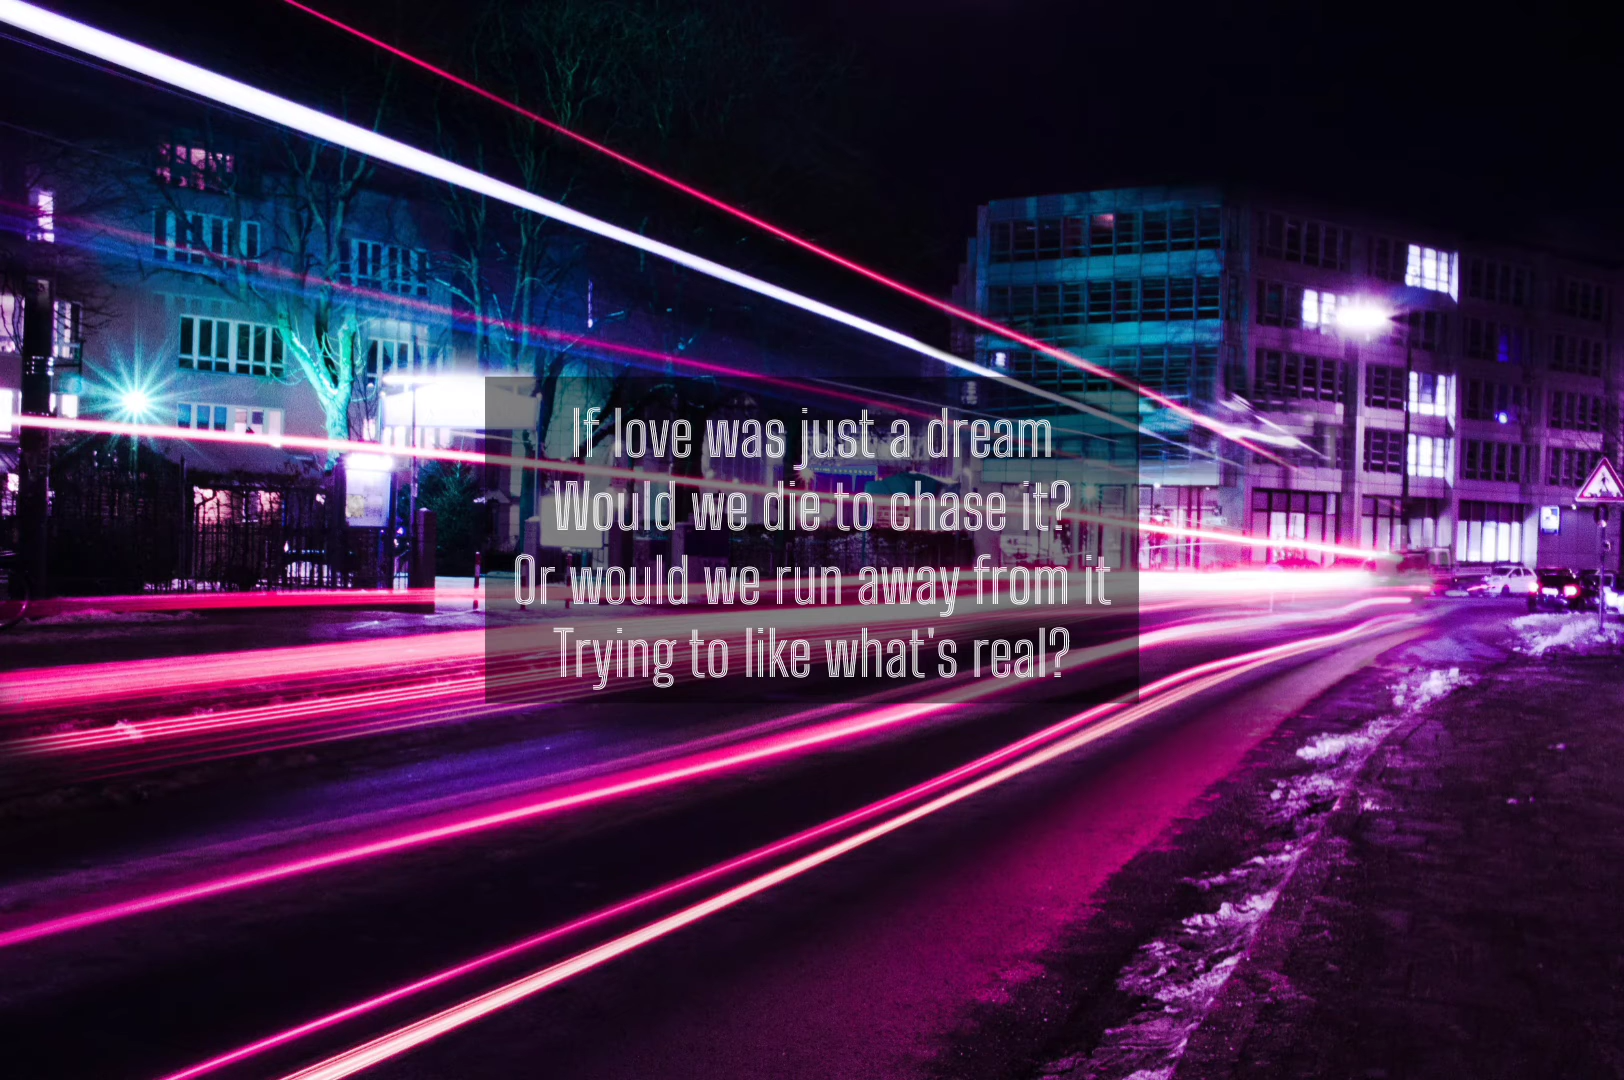 If love was just a dream
Would we die to chase it?
Or would we run away from it
Trying to like what's real?